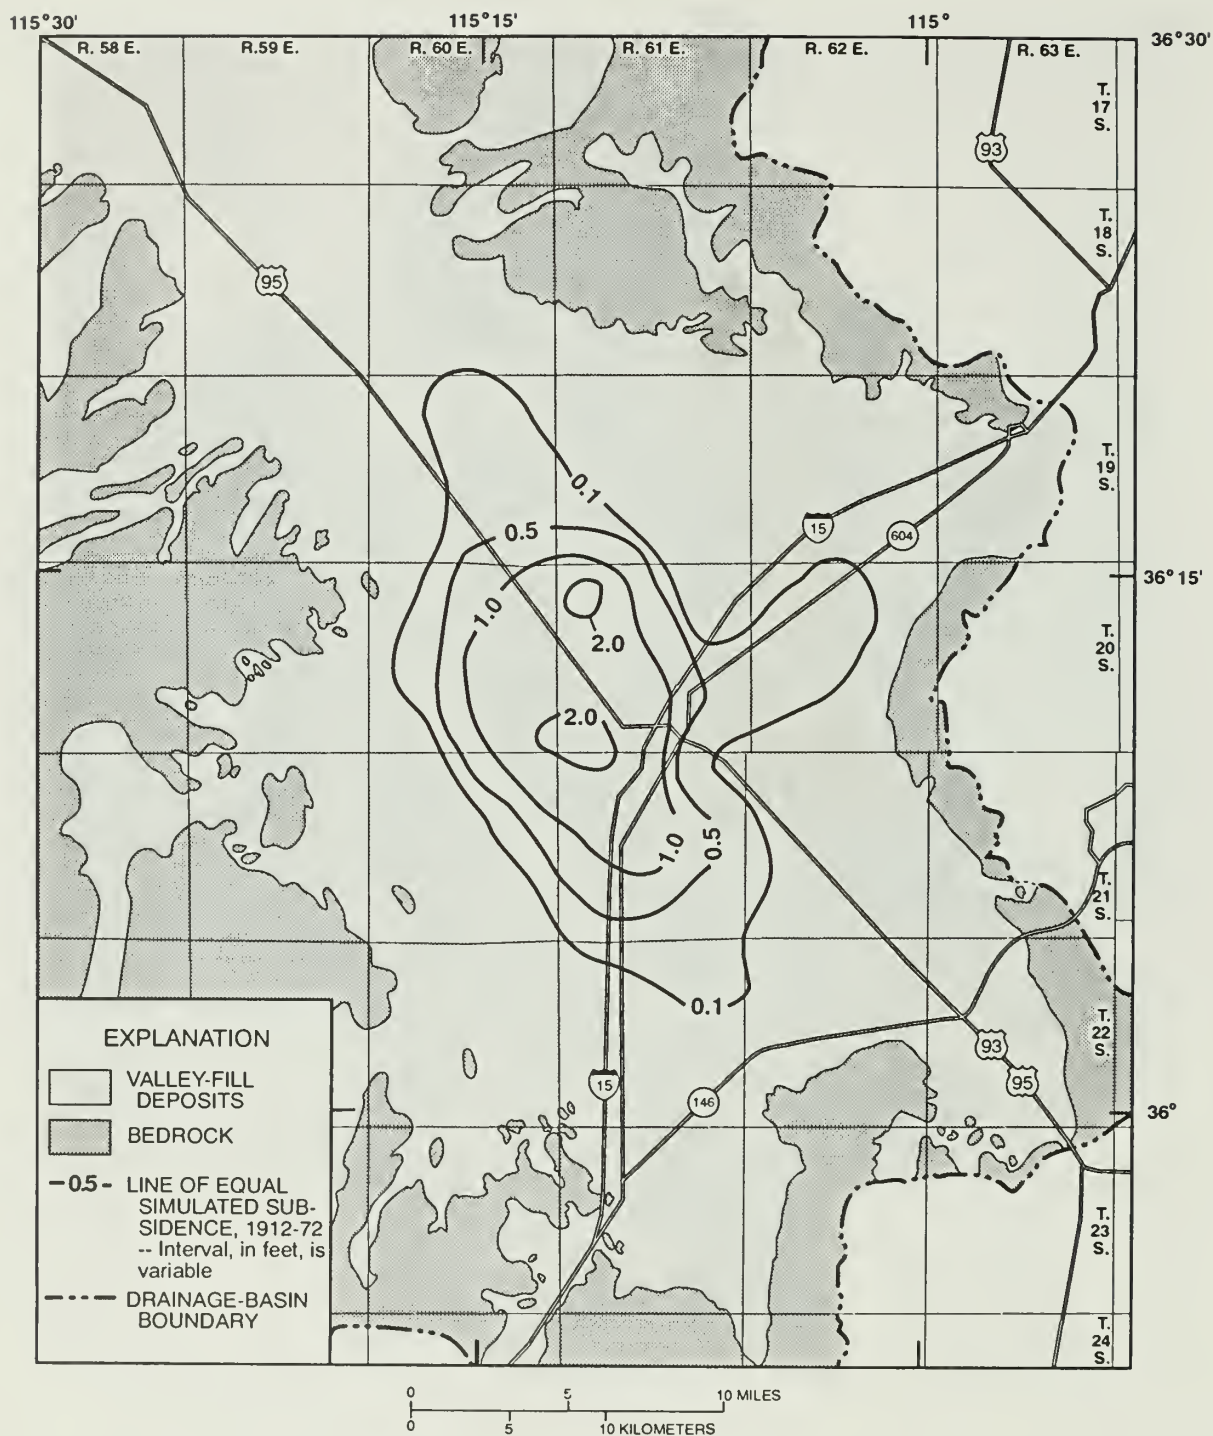 115°30' 115°15' 115°
R. 58 E. R.59 E. R. 60 E. R. 61 E. R. 62 E. R. 63 E.
36°30'
T.
17
S.
93
T.
18
S.
95
T.
19
S.
0.1
0.5
15
604
36°15'
1.0
2.0
T.
20
S.
2.0
1.0
0.5
T.
21
S.
0.1
T.
22
S.
93
95
15
146
36°
T.
23
S.
T.
24
S.
EXPLANATION
VALLEY-FILL
DEPOSITS
BEDROCK
0.5 LINE OF EQUAL
SIMULATED SUB-
SIDENCE, 1912-72
-- Interval, in feet, is
variable
DRAINAGE-BASIN
BOUNDARY
0 5 10 MILES
0 5 10 KILOMETERS